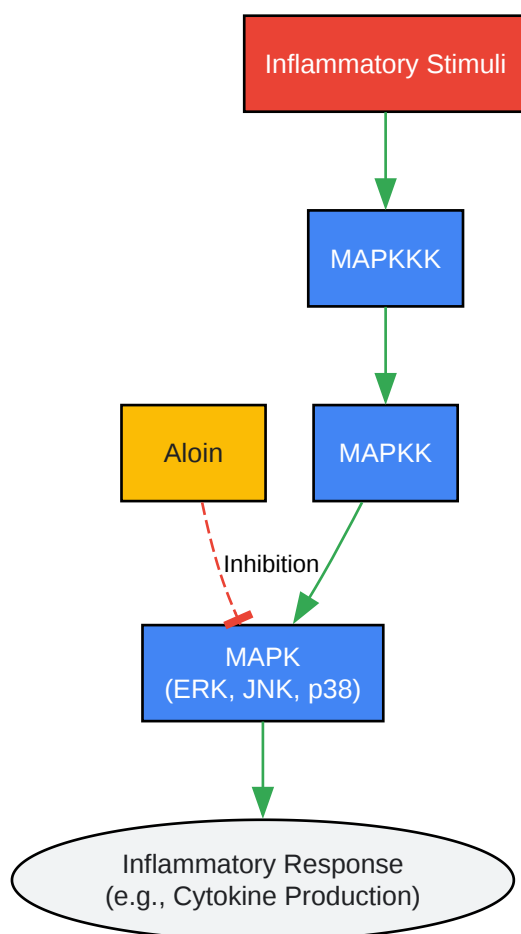 Inflammatory Stimuli
MAPKKK
Aloin
MAPKK
Inhibition
MAPK
(ERK, JNK, p38)
Inflammatory Response
(e.g., Cytokine Production)